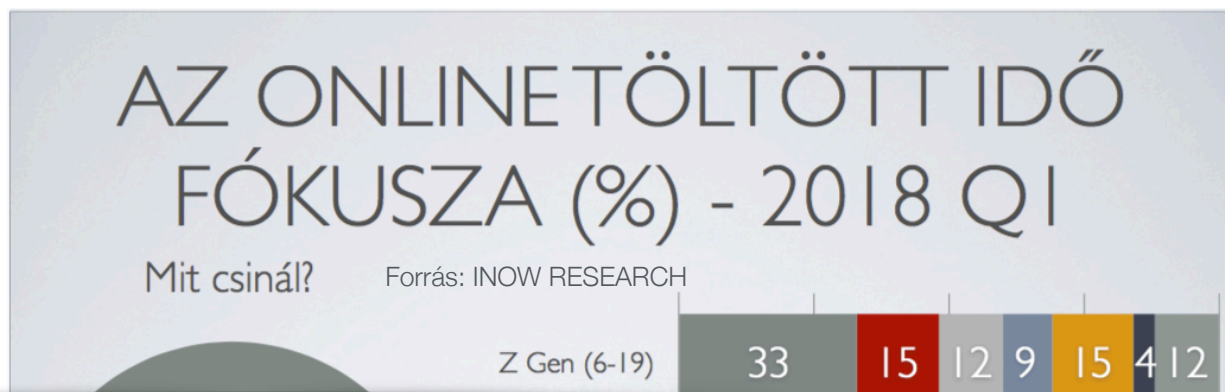 AZ ONLINE TÖLTÖTT IDŐ
FÓKUSZA (%) - 2018 Q1
Mit csinál? Forrás: INOW RESEARCH
Z Gen (6-19) 33 15 12 9 15 4 12